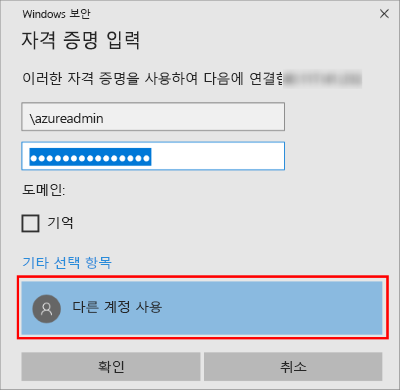 Windows 보안
자격 증명 입력
이러한 자격 증명을 사용하여 다음에 연결
\azureadmin
도메인:
기억
기타 선택 항목
다른 계정 사용
확인
취소